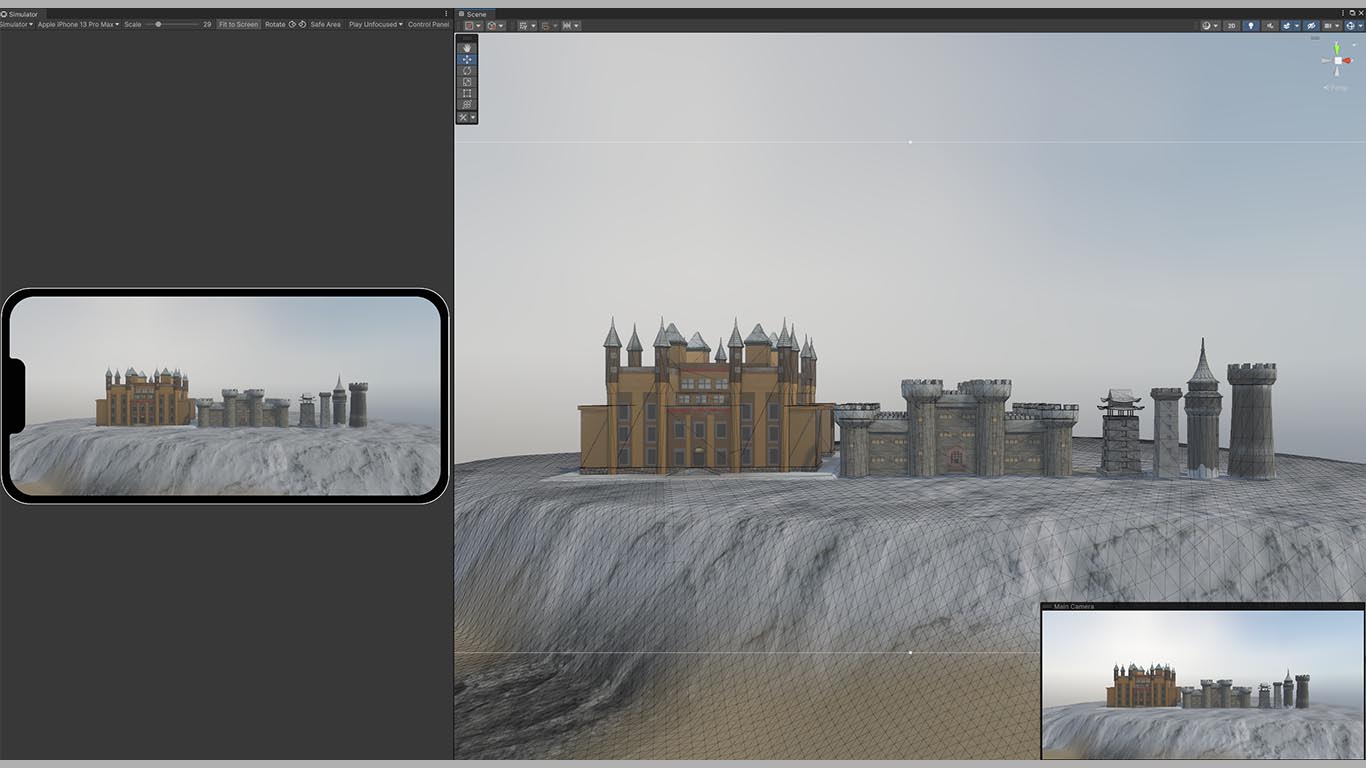 Simulator
Simulator Apple iPhone 13 Pro Max Scale 29 Fit to Screen Rotate Safe Area Play Unfocused Control Panel
Scene
2D
Persp
Main Camera